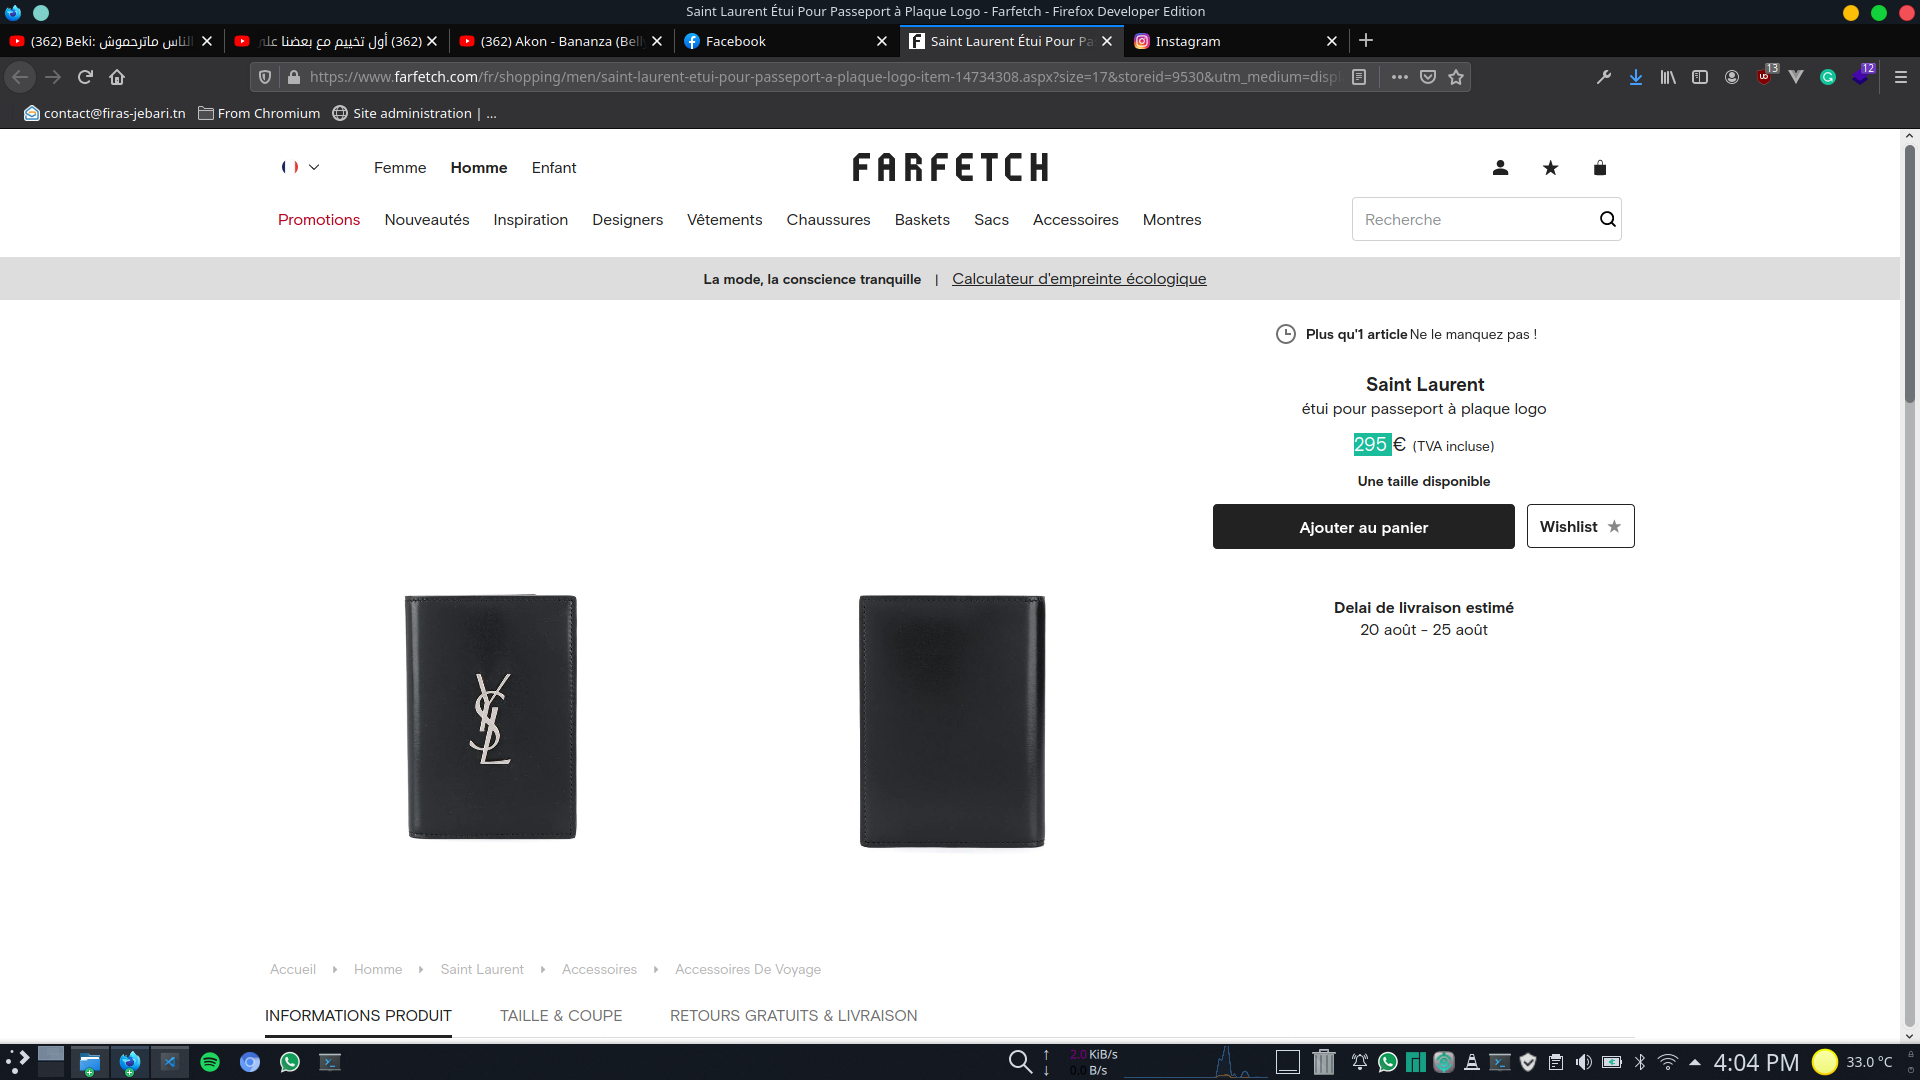 Saint Laurent Étui Pour Passeport à Plaque Logo - Farfetch - Firefox Developer Edition
(362) Beki: الناس ماترحموش
(362) أول تخييم مع بعضنا على
(362) Akon - Bananza (Bell
Facebook
Saint Laurent Étui Pour Pa
Instagram
https://www.farfetch.com/fr/shopping/men/saint-laurent-etui-pour-passeport-a-plaque-logo-item-14734308.aspx?size=17&storeid=9530&utm_medium=displ
13
12
contact@firas-jebari.tn
From Chromium
Site administration | ...
Femme Homme Enfant
FARFETCH
Promotions Nouveautés Inspiration Designers Vêtements Chaussures Baskets Sacs Accessoires Montres
Recherche
La mode, la conscience tranquille | Calculateur d'empreinte écologique
Plus qu'1 article Ne le manquez pas !
Saint Laurent
étui pour passeport à plaque logo
295 € (TVA incluse)
Une taille disponible
Ajouter au panier
Wishlist
Delai de livraison estimé
20 août - 25 août
YSL
Accueil Homme Saint Laurent Accessoires Accessoires De Voyage
INFORMATIONS PRODUIT TAILLE & COUPE RETOURS GRATUITS & LIVRAISON
2.0 KiB/s
0.0 B/s
4:04 PM
33.0 °C